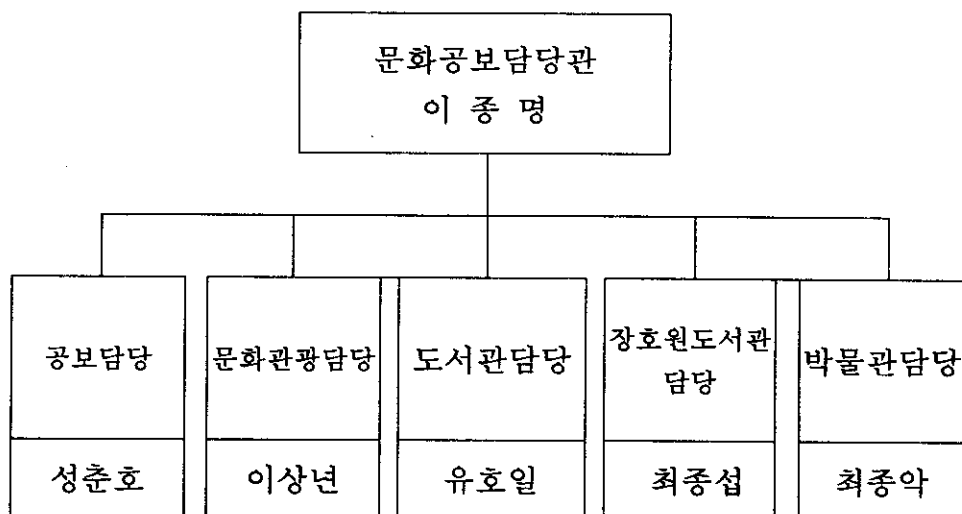 문화공보담당관
이 종 명
공보담당
문화관광담당
도서관담당
장호원도서관
담당
박물관담당
성춘호
이상년
유호일
최종섭
최종악